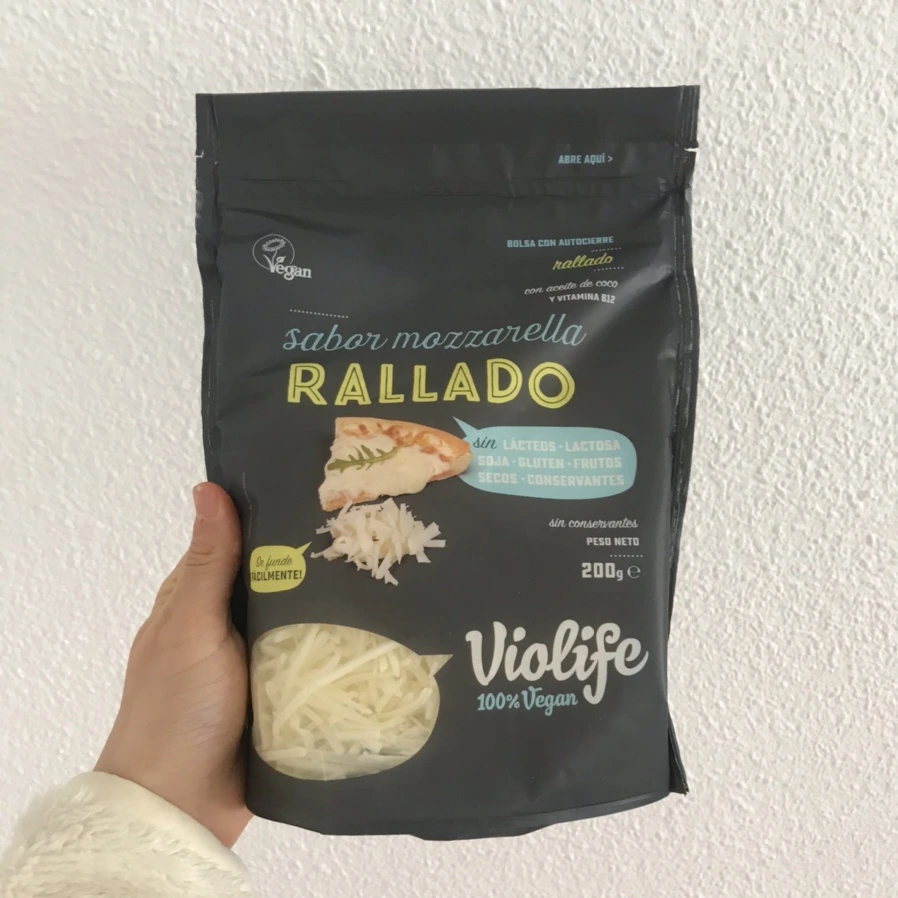 ABRE AQUÍ >
Vegan
BOLSA CON AUTOCIERRE
rallado
con aceite de coco
Y VITAMINA B12
sabor mozzarella
RALLADO
sin LÁCTEOS · LACTOSA
SOJA · GLUTEN · FRUTOS
SECOS · CONSERVANTES
sin conservantes
PESO NETO
200g ℮
Se funde
FÁCILMENTE!
Violife
100% Vegan